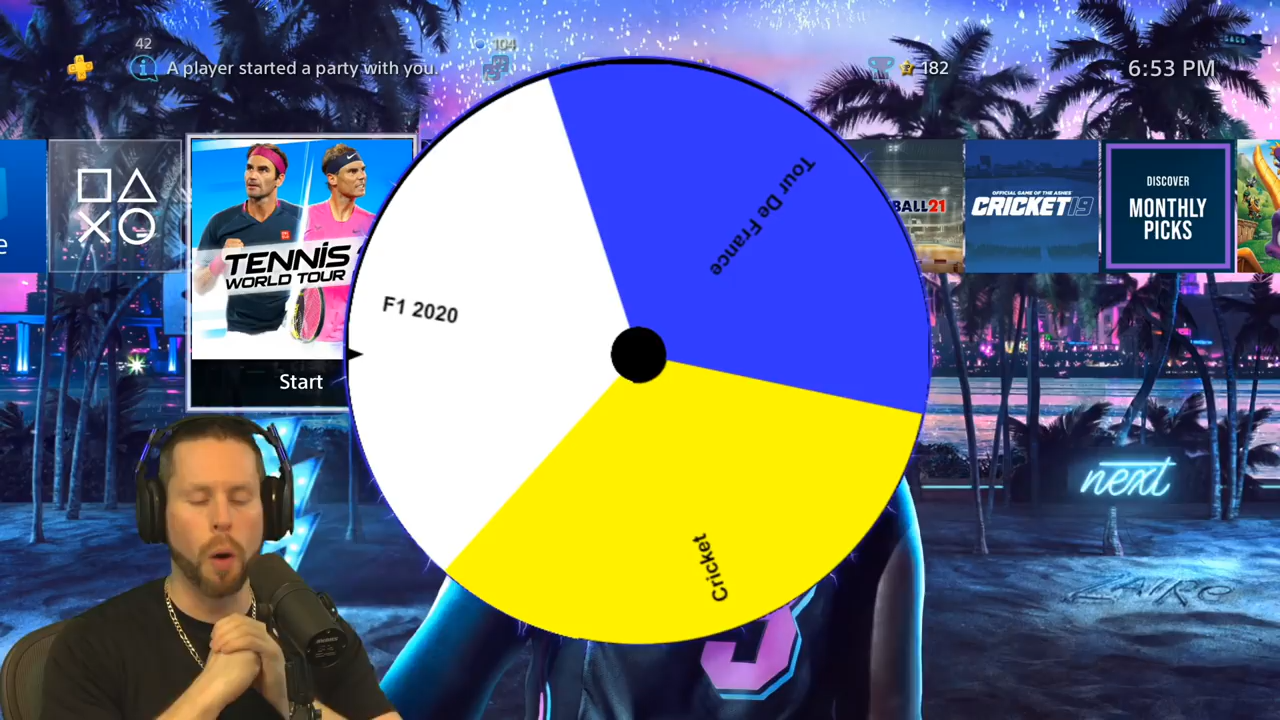 42
A player started a party with you.
104
182
6:53 PM
TENNIS
WORLD TOUR
Start
F1 2020
Tour De France
Cricket
BALL21
OFFICIAL GAME OF THE ASHES
CRICKET19
DISCOVER
MONTHLY
PICKS
next